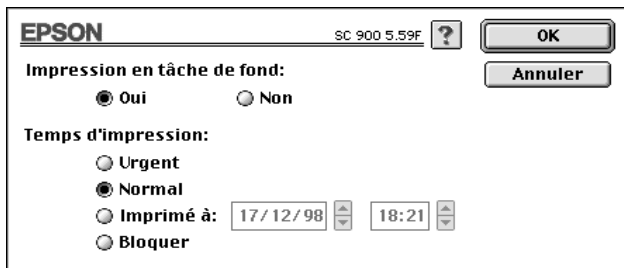 EPSON SC 900 5.59F ? OK
Annuler
Impression en tâche de fond:
Oui Non
Temps d'impression:
Urgent
Normal
Imprimé à: 17/12/98 18:21
Bloquer